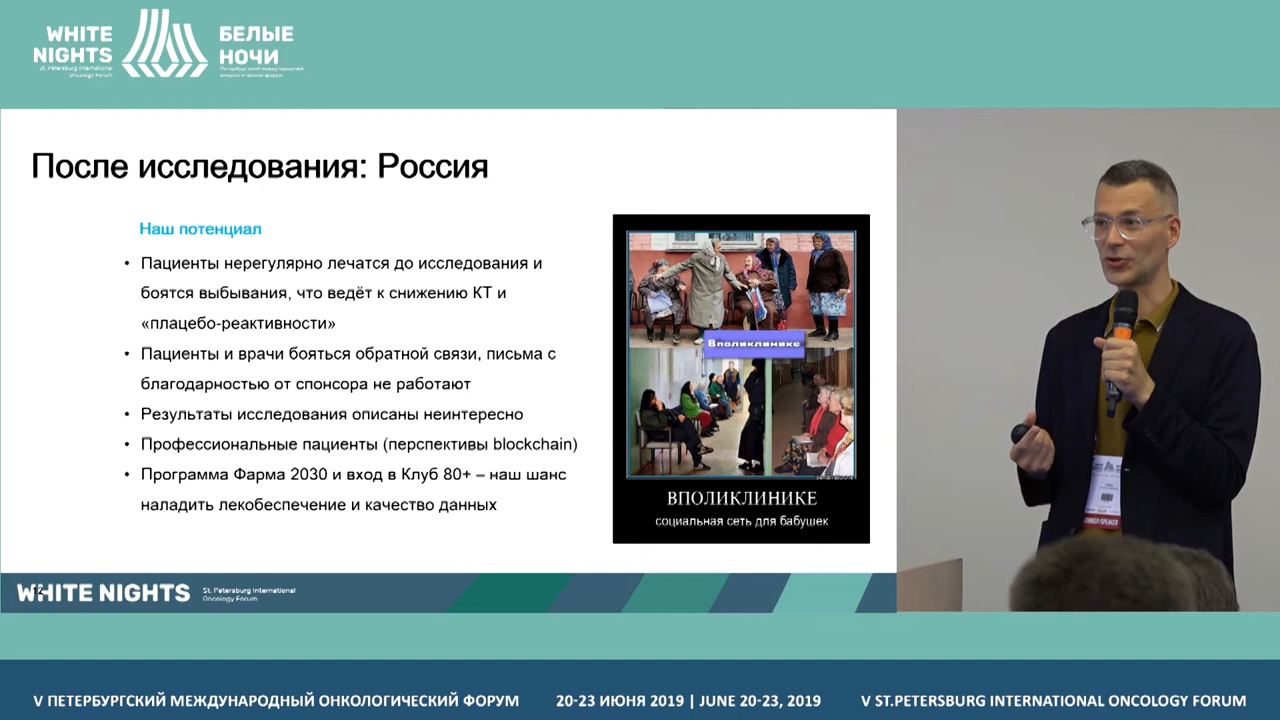 WHITE
NIGHTS
St. Petersburg International
Oncology Forum
БЕЛЫЕ
НОЧИ
Петербургский международный
онкологический форум
После исследования: Россия
Наш потенциал
• Пациенты нерегулярно лечатся до исследования и
боятся выбывания, что ведёт к снижению КТ и
«плацебо-реактивности»
• Пациенты и врачи бояться обратной связи, письма с
благодарностью от спонсора не работают
• Результаты исследования описаны неинтересно
• Профессиональные пациенты (перспективы blockchain)
• Программа Фарма 2030 и вход в Клуб 80+ – наш шанс
наладить лекобеспечение и качество данных
Вполиклинике
ВПОЛИКЛИНИКЕ
социальная сеть для бабушек
WHITE NIGHTS
St. Petersburg International
Oncology Forum
V ПЕТЕРБУРГСКИЙ МЕЖДУНАРОДНЫЙ ОНКОЛОГИЧЕСКИЙ ФОРУМ
20-23 ИЮНЯ 2019 | JUNE 20-23, 2019
V ST.PETERSBURG INTERNATIONAL ONCOLOGY FORUM